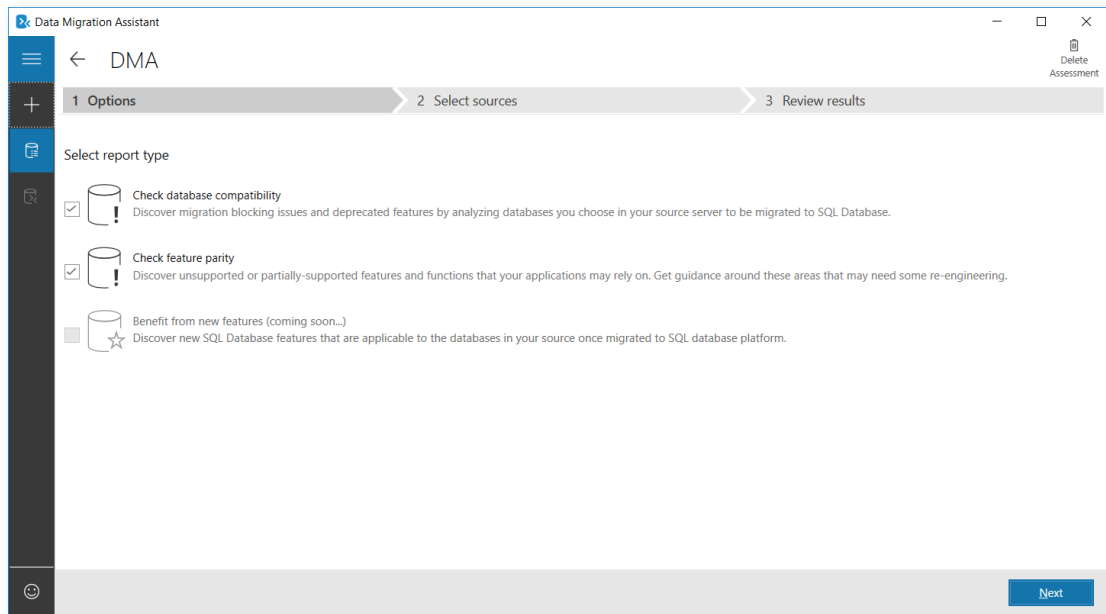 Data Migration Assistant
DMA
Delete
Assessment
1 Options
2 Select sources
3 Review results
Select report type
Check database compatibility
Discover migration blocking issues and deprecated features by analyzing databases you choose in your source server to be migrated to SQL Database.
Check feature parity
Discover unsupported or partially-supported features and functions that your applications may rely on. Get guidance around these areas that may need some re-engineering.
Benefit from new features (coming soon...)
Discover new SQL Database features that are applicable to the databases in your source once migrated to SQL database platform.
Next